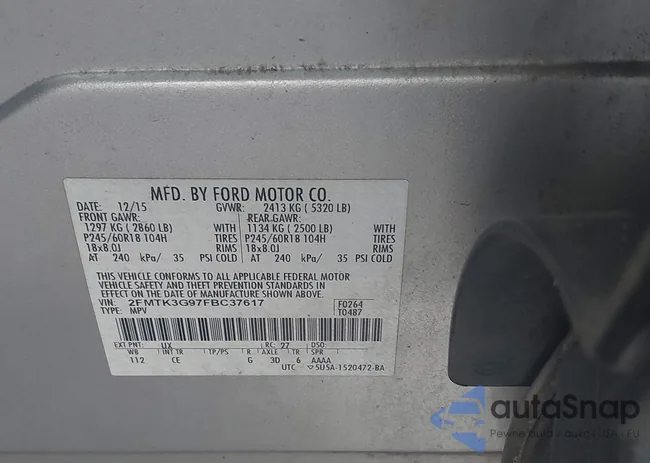 MFD. BY FORD MOTOR CO.
DATE: 12/15 GVWR: 2413 KG ( 5320 LB)
FRONT GAWR: REAR GAWR:
1297 KG ( 2860 LB) WITH 1134 KG ( 2500 LB) WITH
P245/60R18 104H TIRES P245/60R18 104H TIRES
18x8.0J RIMS 18x8.0J RIMS
AT 240 kPa/ 35 PSI COLD AT 240 kPa/ 35 PSI COLD
THIS VEHICLE CONFORMS TO ALL APPLICABLE FEDERAL MOTOR
VEHICLE SAFETY AND THEFT PREVENTION STANDARDS IN
EFFECT ON THE DATE OF MANUFACTURE SHOWN ABOVE.
VIN: 2FMTK3G97FBC37617 F0264
TYPE: MPV T0487
EXT PNT: UX RC: 27 DSO:
WB INT TR TP/PS R AXLE TR SPR
112 CE G 3D 6 AAAA
UTC 5U5A-1520472-BA
autoSnap
Pewne auta z aukcji do EU